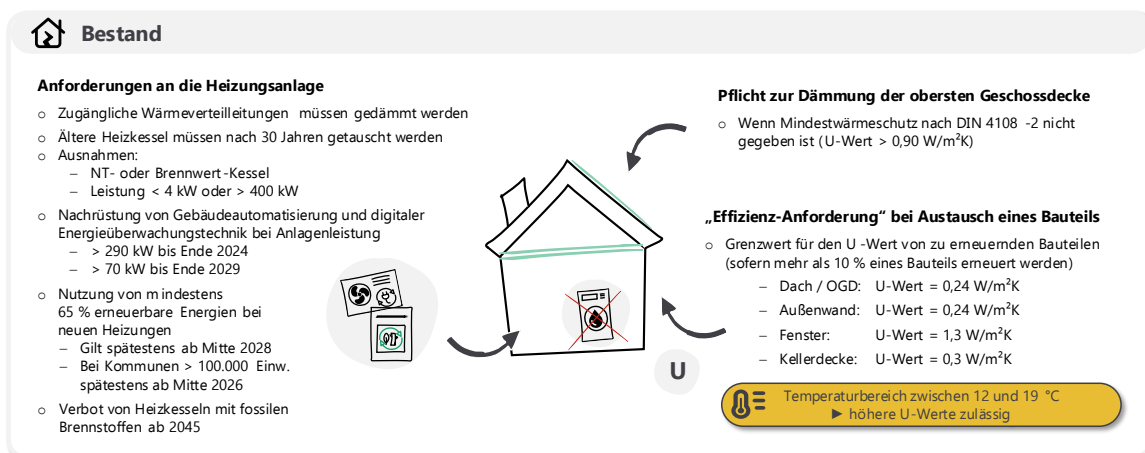 Bestand
Anforderungen an die Heizungsanlage
o Zugängliche Wärmeverteilleitungen müssen gedämmt werden
o Ältere Heizkessel müssen nach 30 Jahren getauscht werden
o Ausnahmen:
– NT- oder Brennwert-Kessel
– Leistung < 4 kW oder > 400 kW
o Nachrüstung von Gebäudeautomatisierung und digitaler
Energieüberwachungstechnik bei Anlagenleistung
– > 290 kW bis Ende 2024
– > 70 kW bis Ende 2029
o Nutzung von mindestens
65 % erneuerbare Energien bei
neuen Heizungen
– Gilt spätestens ab Mitte 2028
– Bei Kommunen > 100.000 Einw.
spätestens ab Mitte 2026
o Verbot von Heizkesseln mit fossilen
Brennstoffen ab 2045
Pflicht zur Dämmung der obersten Geschossdecke
o Wenn Mindestwärmeschutz nach DIN 4108 -2 nicht
gegeben ist (U-Wert > 0,90 W/m²K)
„Effizienz-Anforderung“ bei Austausch eines Bauteils
o Grenzwert für den U -Wert von zu erneuernden Bauteilen
(sofern mehr als 10 % eines Bauteils erneuert werden)
– Dach / OGD: U-Wert = 0,24 W/m²K
– Außenwand: U-Wert = 0,24 W/m²K
– Fenster: U-Wert = 1,3 W/m²K
– Kellerdecke: U-Wert = 0,3 W/m²K
U
Temperaturbereich zwischen 12 und 19 °C
► höhere U-Werte zulässig